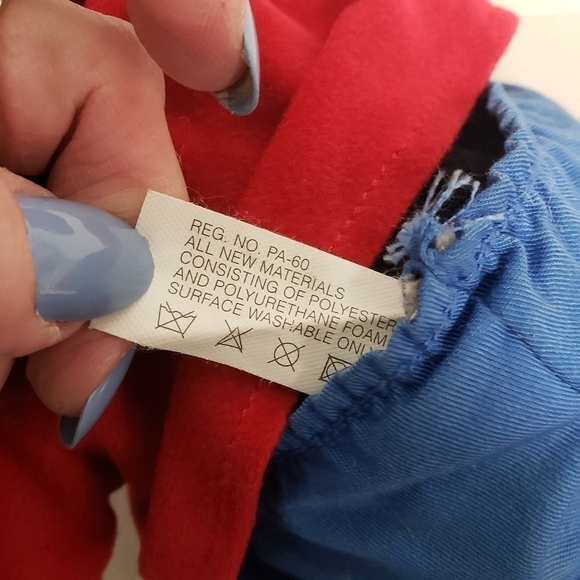 REG. NO. PA-60
ALL NEW MATERIALS
CONSISTING OF POLYESTER
AND POLYURETHANE FOAM
SURFACE WASHABLE ONLY